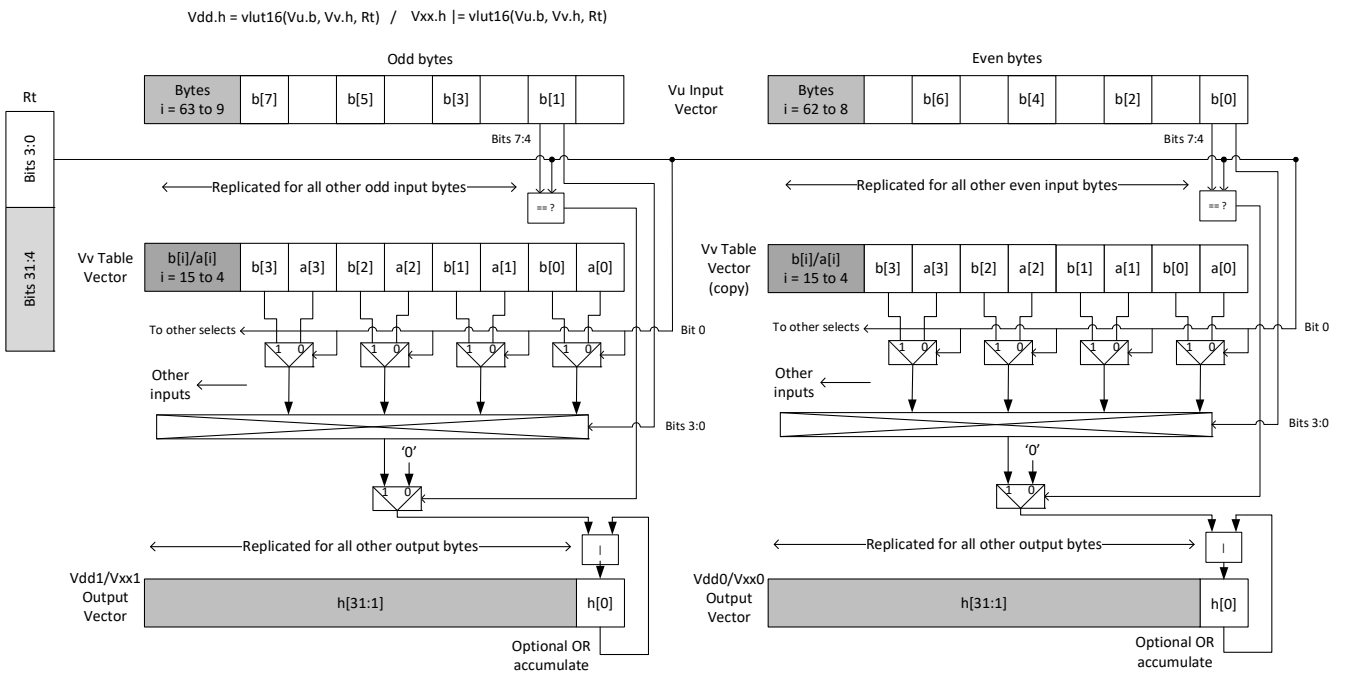 Vdd.h = vlut16(Vu.b, Vv.h, Rt)  /  Vxx.h |= vlut16(Vu.b, Vv.h, Rt)
Rt
Bits 3:0
Bits 31:4
Odd bytes
Bytes
i = 63 to 9
b[7]
b[5]
b[3]
b[1]
Vu Input
Vector
Even bytes
Bytes
i = 62 to 8
b[6]
b[4]
b[2]
b[0]
Bits 7:4
Replicated for all other odd input bytes
== ?
Bits 7:4
Replicated for all other even input bytes
== ?
Vv Table
Vector
b[i]/a[i]
i = 15 to 4
b[3]
a[3]
b[2]
a[2]
b[1]
a[1]
b[0]
a[0]
Vv Table
Vector
(copy)
b[i]/a[i]
i = 15 to 4
b[3]
a[3]
b[2]
a[2]
b[1]
a[1]
b[0]
a[0]
To other selects
Bit 0
1 0
1 0
1 0
1 0
To other selects
Bit 0
1 0
1 0
1 0
1 0
Other
inputs
Bits 3:0
Other
inputs
Bits 3:0
‘0’
1 0
‘0’
1 0
Replicated for all other output bytes
|
Replicated for all other output bytes
|
Vdd1/Vxx1
Output
Vector
h[31:1]
h[0]
Vdd0/Vxx0
Output
Vector
h[31:1]
h[0]
Optional OR
accumulate
Optional OR
accumulate